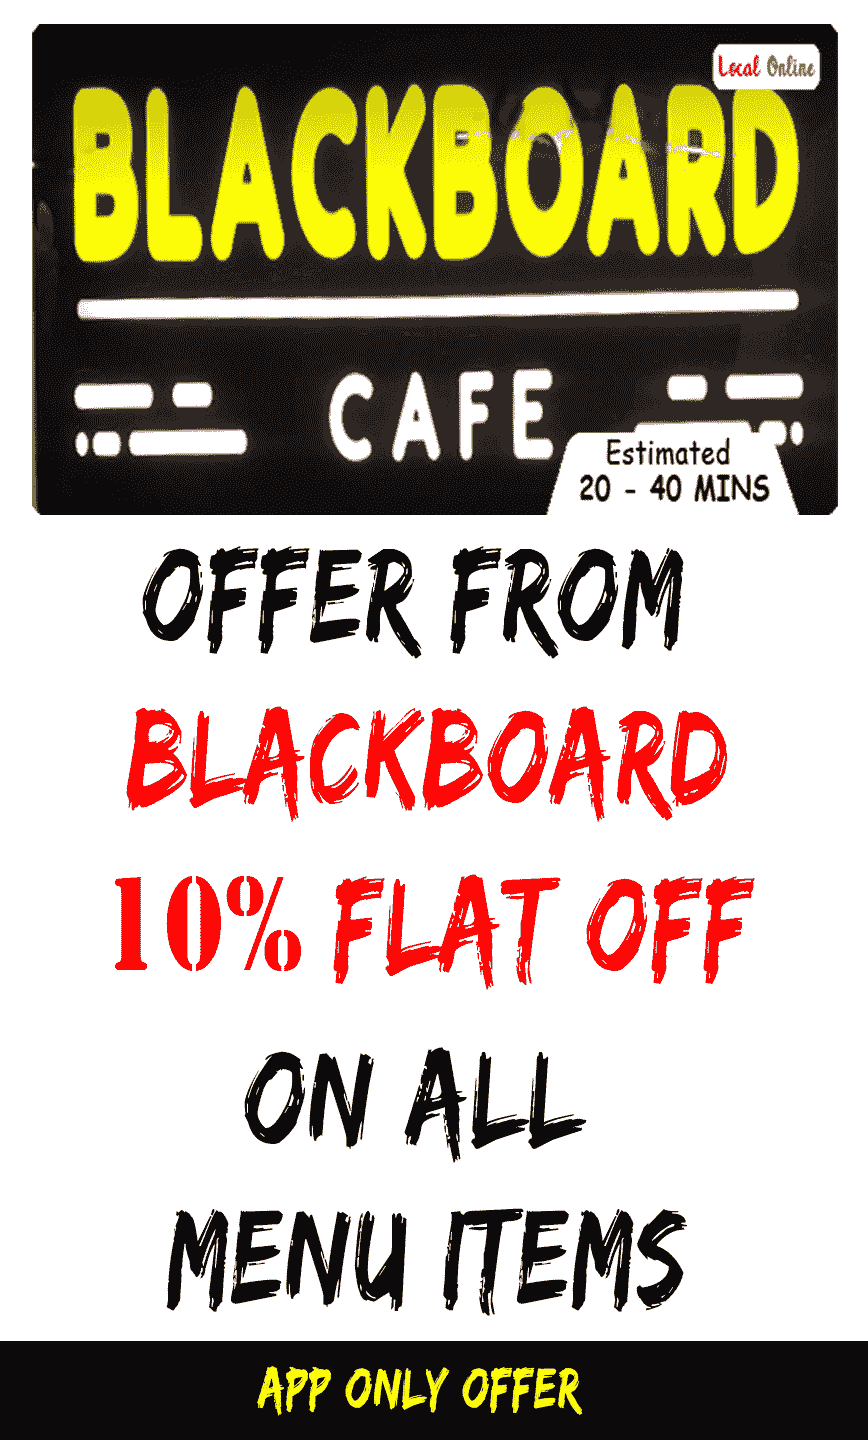 Local Online
BLACKBOARD
CAFE
Estimated
20 - 40 MINS
OFFER FROM
BLACKBOARD
10% FLAT OFF
ON ALL
MENU ITEMS
APP ONLY OFFER